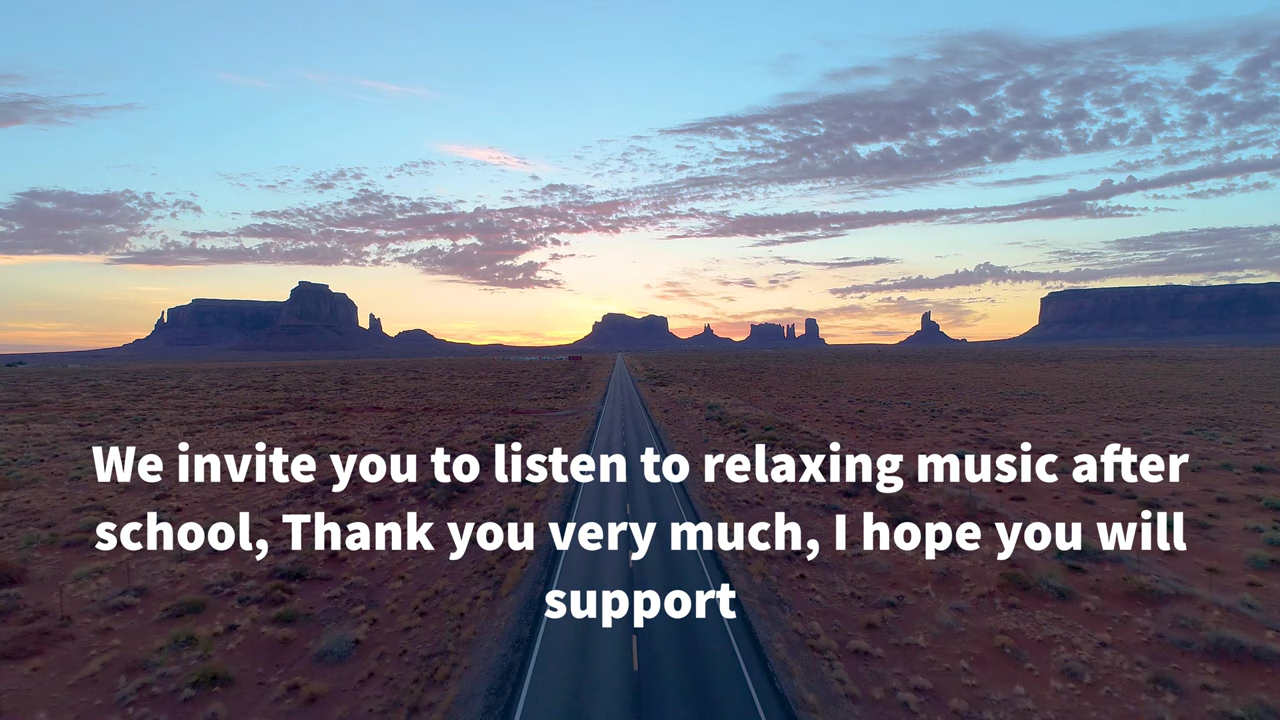 We invite you to listen to relaxing music after
school, Thank you very much, I hope you will
support